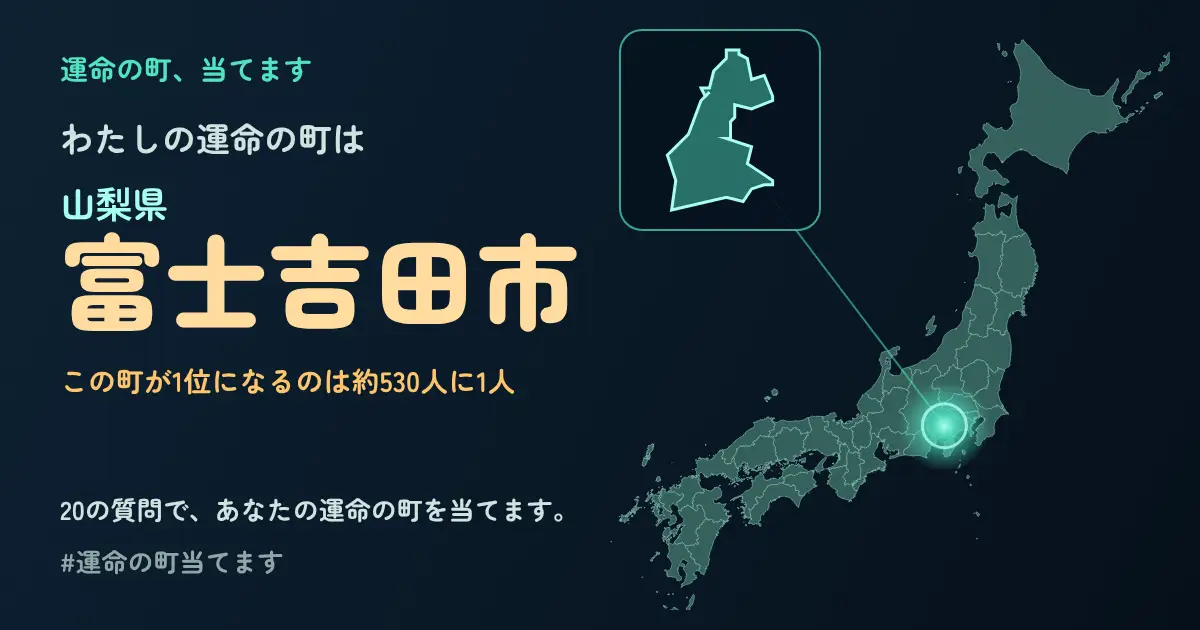 運命の町、当てます
わたしの運命の町は
山梨県
富士吉田市
この町が1位になるのは約530人に1人
20の質問で、あなたの運命の町を当てます。
#運命の町当てます